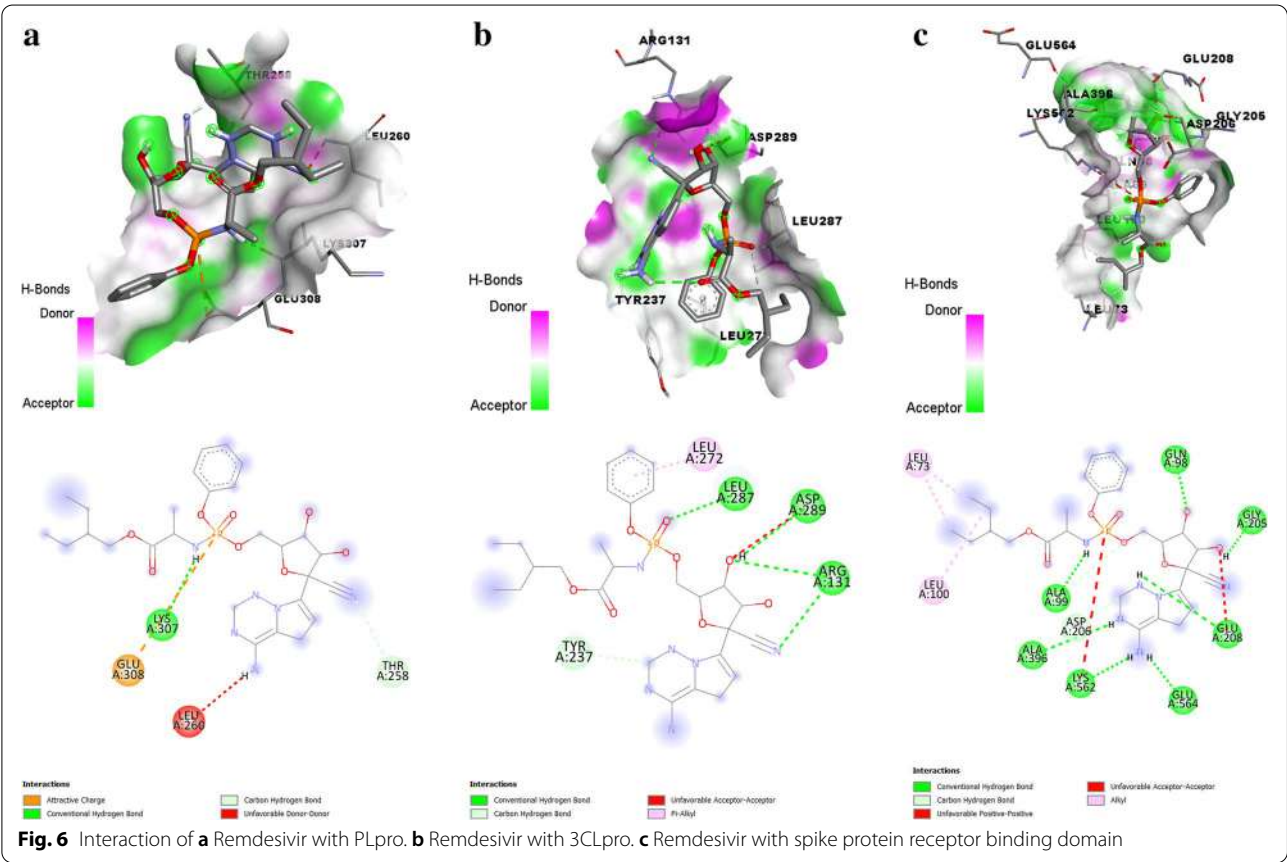 a
THR258
LEU260
LYS307
GLU308
H-Bonds
Donor
Acceptor
b
ARG131
ASP289
LEU287
TYR237
LEU27
H-Bonds
Donor
Acceptor
c
GLU564
GLU208
ALA396
LYS562
GLY205
ASP206
LEU73
H-Bonds
Donor
Acceptor
LYS
A:307
GLU
A:308
LEU
A:260
THR
A:258
H
H
Interactions
Attractive Charge
Conventional Hydrogen Bond
Carbon Hydrogen Bond
Unfavorable Donor-Donor
LEU
A:272
LEU
A:287
ASP
A:289
ARG
A:131
TYR
A:237
H
Interactions
Conventional Hydrogen Bond
Carbon Hydrogen Bond
Unfavorable Acceptor-Acceptor
Pi-Alkyl
LEU
A:73
LEU
A:100
GLN
A:98
GLY
A:205
ALA
A:99
ASP
A:206
GLU
A:208
ALA
A:396
LYS
A:562
GLU
A:564
Interactions
Conventional Hydrogen Bond
Carbon Hydrogen Bond
Unfavorable Positive-Positive
Unfavorable Acceptor-Acceptor
Alkyl
Fig. 6 Interaction of a Remdesivir with PLpro. b Remdesivir with 3CLpro. c Remdesivir with spike protein receptor binding domain